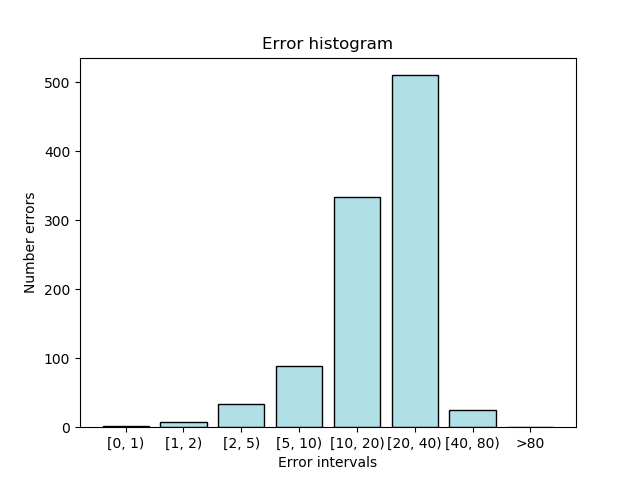 Error histogram
Number errors
500
400
300
200
100
0
[0, 1) [1, 2) [2, 5) [5, 10) [10, 20) [20, 40) [40, 80) >80
Error intervals